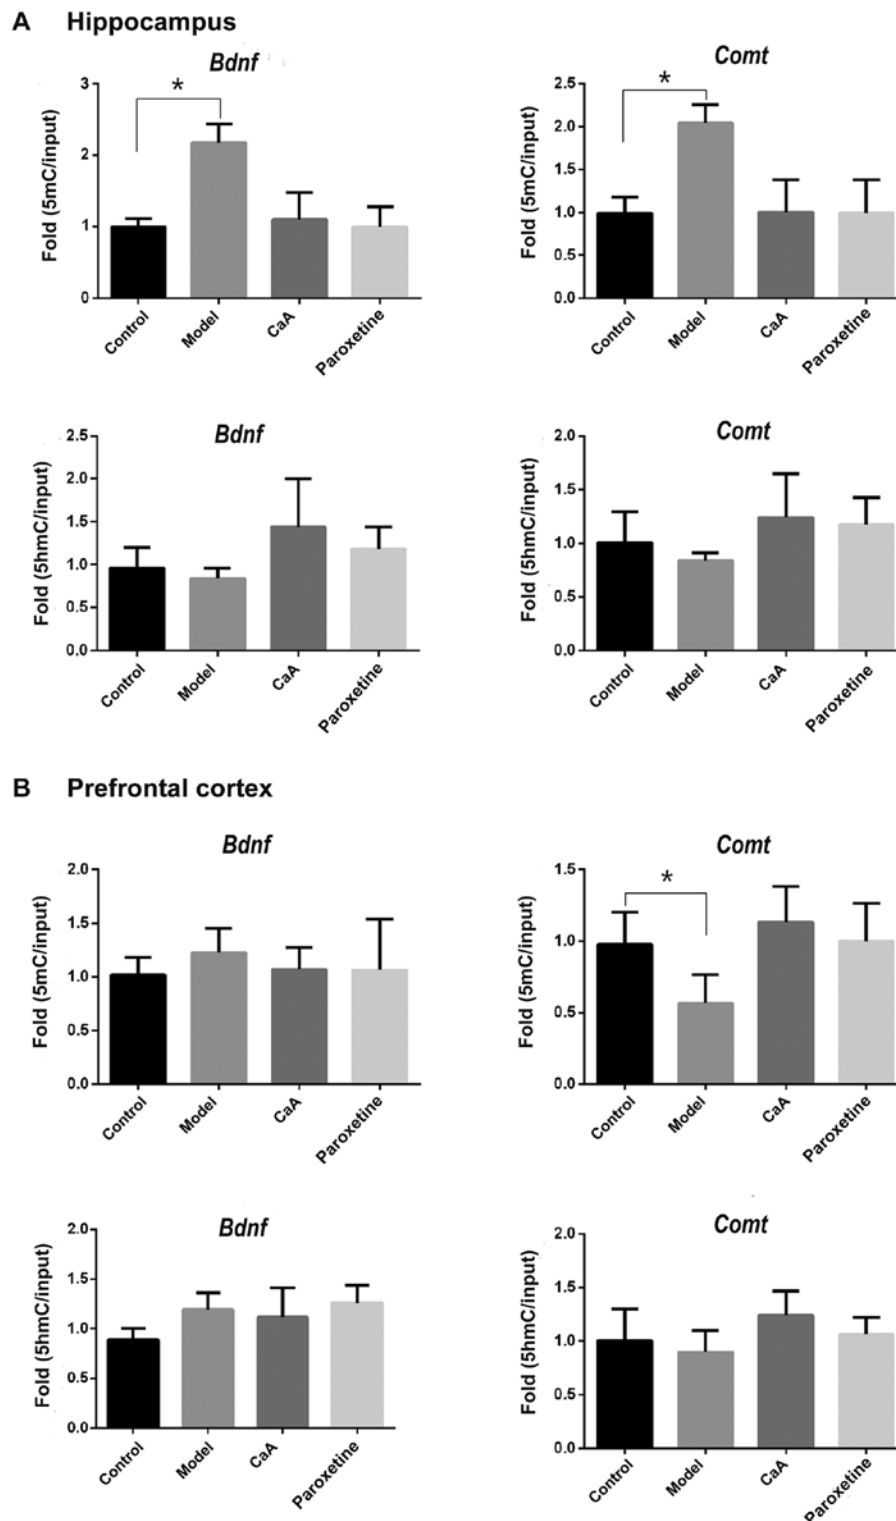 A Hippocampus
Bdnf
*
Fold (5mC/input)
3
2
1
0
Control
Model
CaA
Paroxetine
Comt
*
Fold (5mC/input)
2.5
2.0
1.5
1.0
0.5
0.0
Control
Model
CaA
Paroxetine
Bdnf
Fold (5hmC/input)
2.5
2.0
1.5
1.0
0.5
0.0
Control
Model
CaA
Paroxetine
Comt
Fold (5hmC/input)
2.0
1.5
1.0
0.5
0.0
Control
Model
CaA
Paroxetine
B Prefrontal cortex
Bdnf
Fold (5mC/input)
2.0
1.5
1.0
0.5
0.0
Control
Model
CaA
Paroxetine
Comt
*
Fold (5mC/input)
1.5
1.0
0.5
0.0
Control
Model
CaA
Paroxetine
Bdnf
Fold (5hmC/input)
2.0
1.5
1.0
0.5
0.0
Control
Model
CaA
Paroxetine
Comt
Fold (5hmC/input)
2.0
1.5
1.0
0.5
0.0
Control
Model
CaA
Paroxetine